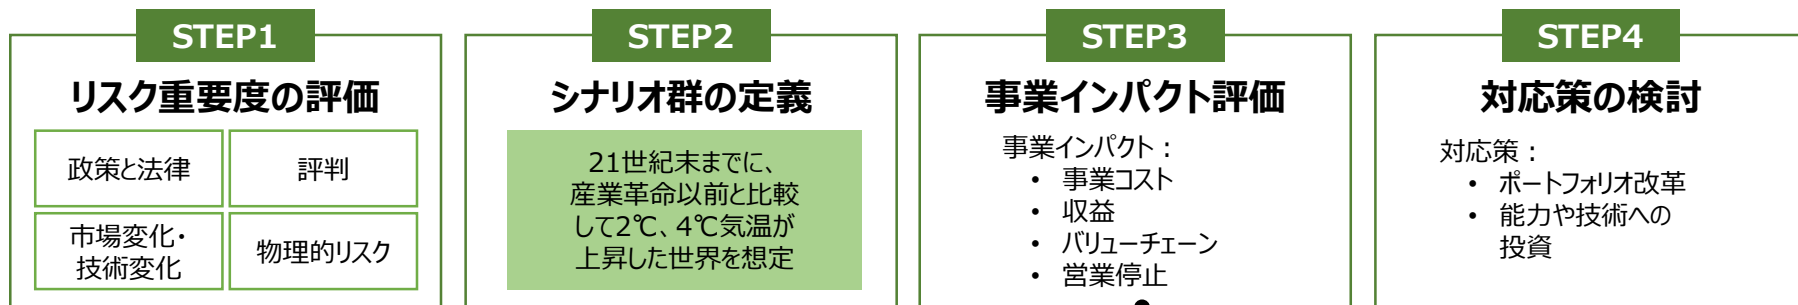 STEP1
リスク重要度の評価
政策と法律
評判
市場変化・
技術変化
物理的リスク
STEP2
シナリオ群の定義
21世紀末までに、
産業革命以前と比較
して2℃、4℃気温が
上昇した世界を想定
STEP3
事業インパクト評価
事業インパクト：
• 事業コスト
• 収益
• バリューチェーン
• 営業停止
STEP4
対応策の検討
対応策：
• ポートフォリオ改革
• 能力や技術への
投資